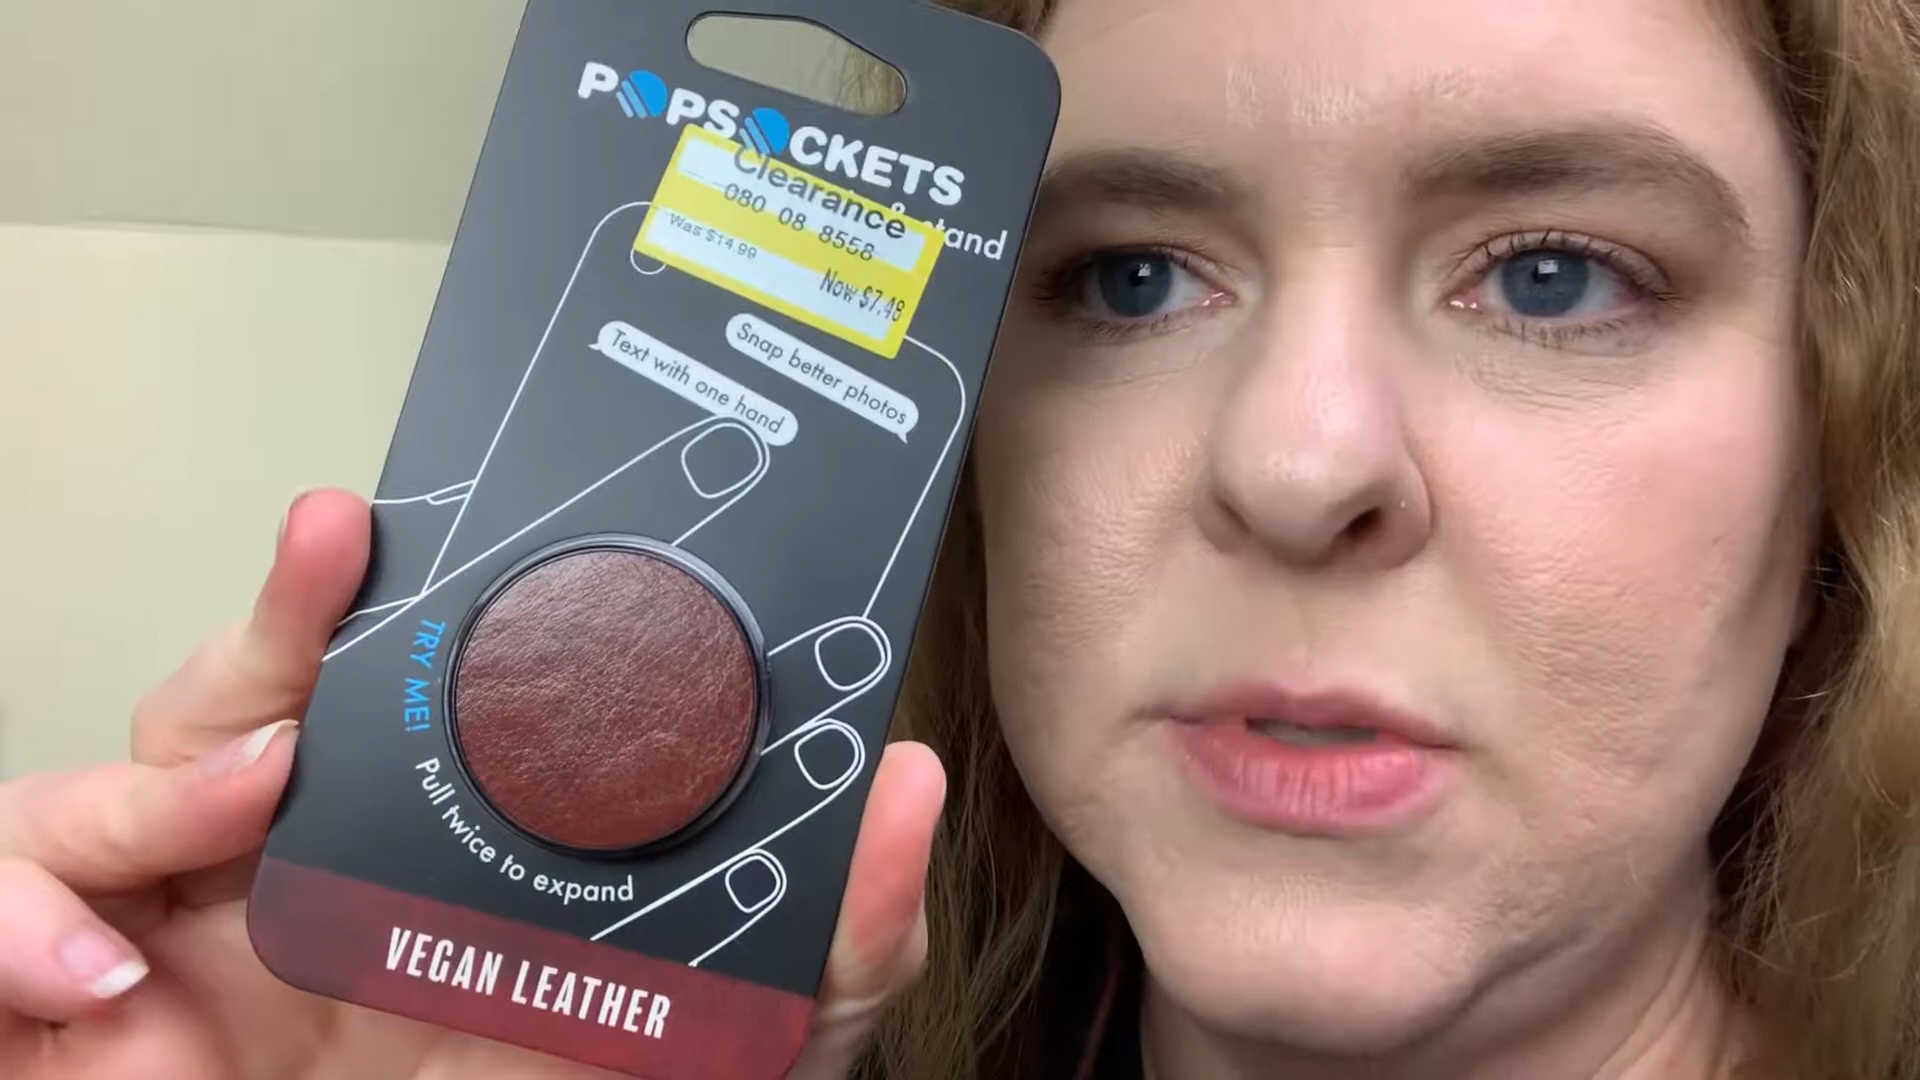 POPSOCKETS
Clearance
080 08 8558
Was $14.99
Now $7.48
& stand
Snap better photos
Text with one hand
TRY ME!
Pull twice to expand
VEGAN LEATHER